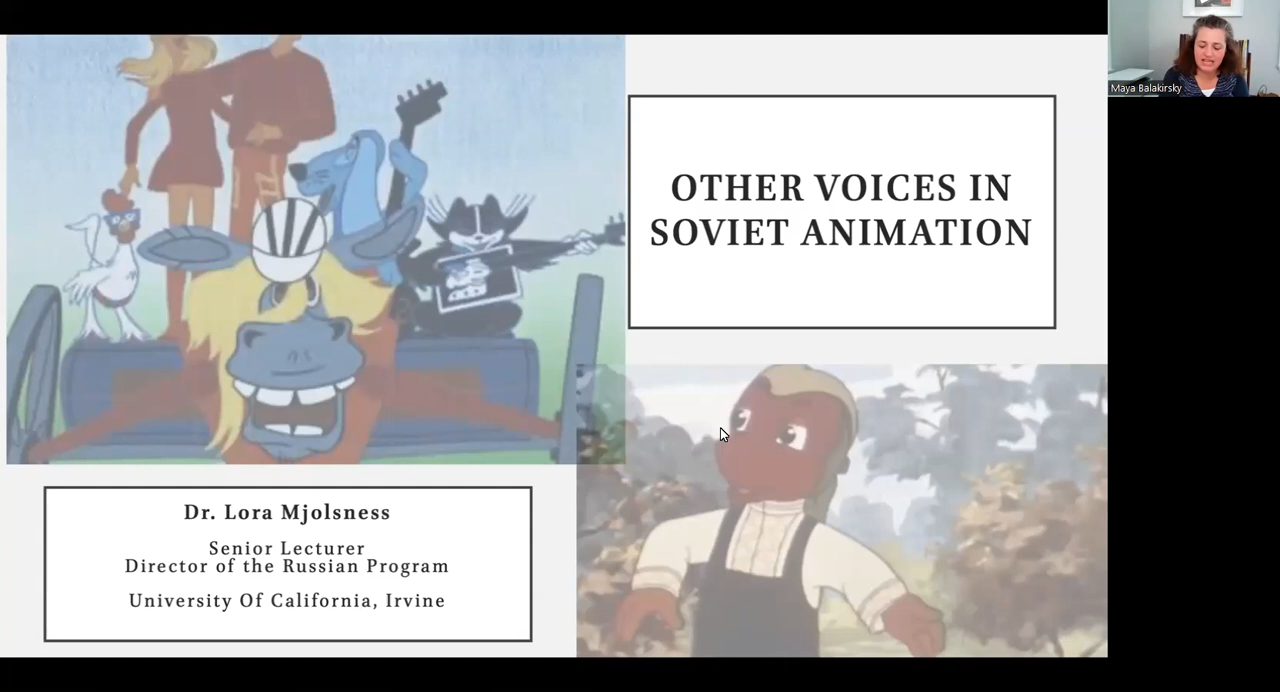 Maya Balakirsky
OTHER VOICES IN
SOVIET ANIMATION
Dr. Lora Mjolsness
Senior Lecturer
Director of the Russian Program
University Of California, Irvine